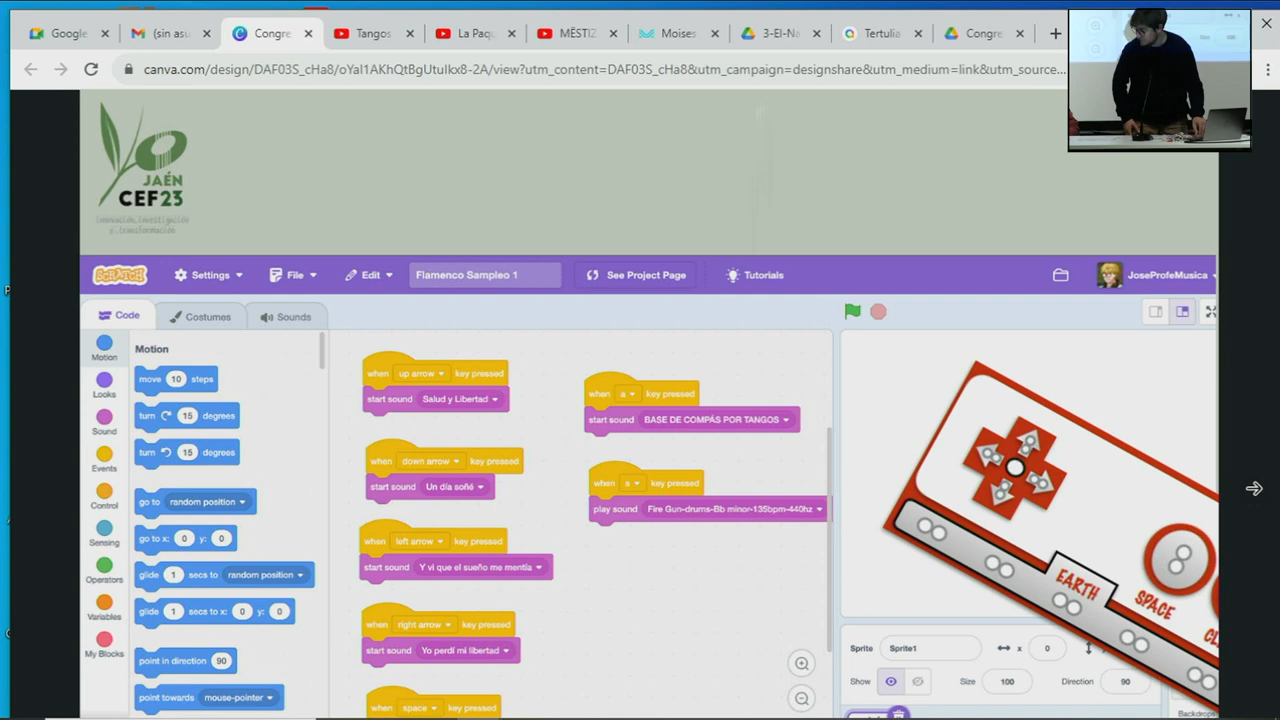 Google
(sin asu
Congre
Tangos
La Paqu
MËSTIZ
Moises
3-El-Na
Tertulia
Congre
canva.com/design/DAF03S_cHa8/oYal1AKhQtBgUtulkx8-2A/view?utm_content=DAF03S_cHa8&utm_campaign=designshare&utm_medium=link&utm_source...
JAÉN
CEF23
innovación, investigación
y transformación
SCRATCH
Settings
File
Edit
Flamenco Sampleo 1
See Project Page
Tutorials
JoseProfeMusica
Code
Costumes
Sounds
Motion
Looks
Sound
Events
Control
Sensing
Operators
Variables
My Blocks
Motion
move 10 steps
turn 15 degrees
turn 15 degrees
go to random position
go to x: 0 y: 0
glide 1 secs to random position
glide 1 secs to x: 0 y: 0
point in direction 90
point towards mouse-pointer
when up arrow key pressed
start sound Salud y Libertad
when down arrow key pressed
start sound Un día soñé
when left arrow key pressed
start sound Y vi que el sueño me mentía
when right arrow key pressed
start sound Yo perdí mi libertad
when space key pressed
when a key pressed
start sound BASE DE COMPÁS POR TANGOS
when s key pressed
play sound Fire Gun-drums-Bb minor-135bpm-440hz
EARTH
SPACE
CL
Sprite Sprite1 x 0
Show Size 100 Direction 90
Backdrops